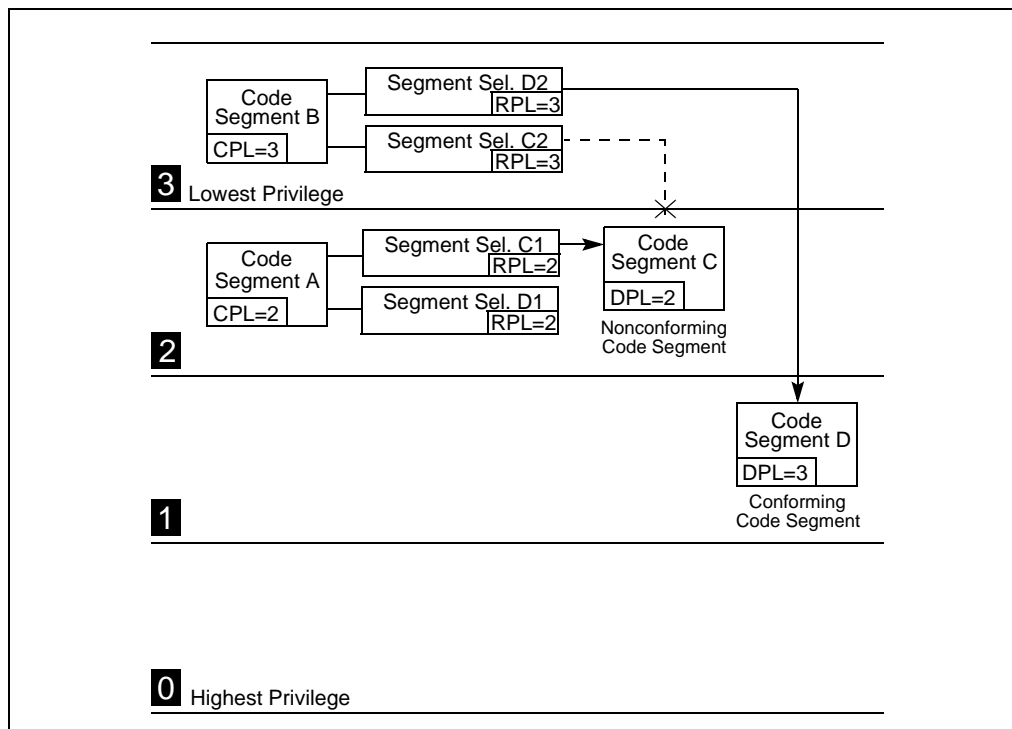 Code
Segment B
CPL=3
Segment Sel. D2
RPL=3
Segment Sel. C2
RPL=3
3 Lowest Privilege
Code
Segment A
CPL=2
Segment Sel. C1
RPL=2
Segment Sel. D1
RPL=2
Code
Segment C
DPL=2
Nonconforming
Code Segment
2
Code
Segment D
DPL=3
Conforming
Code Segment
1
0 Highest Privilege